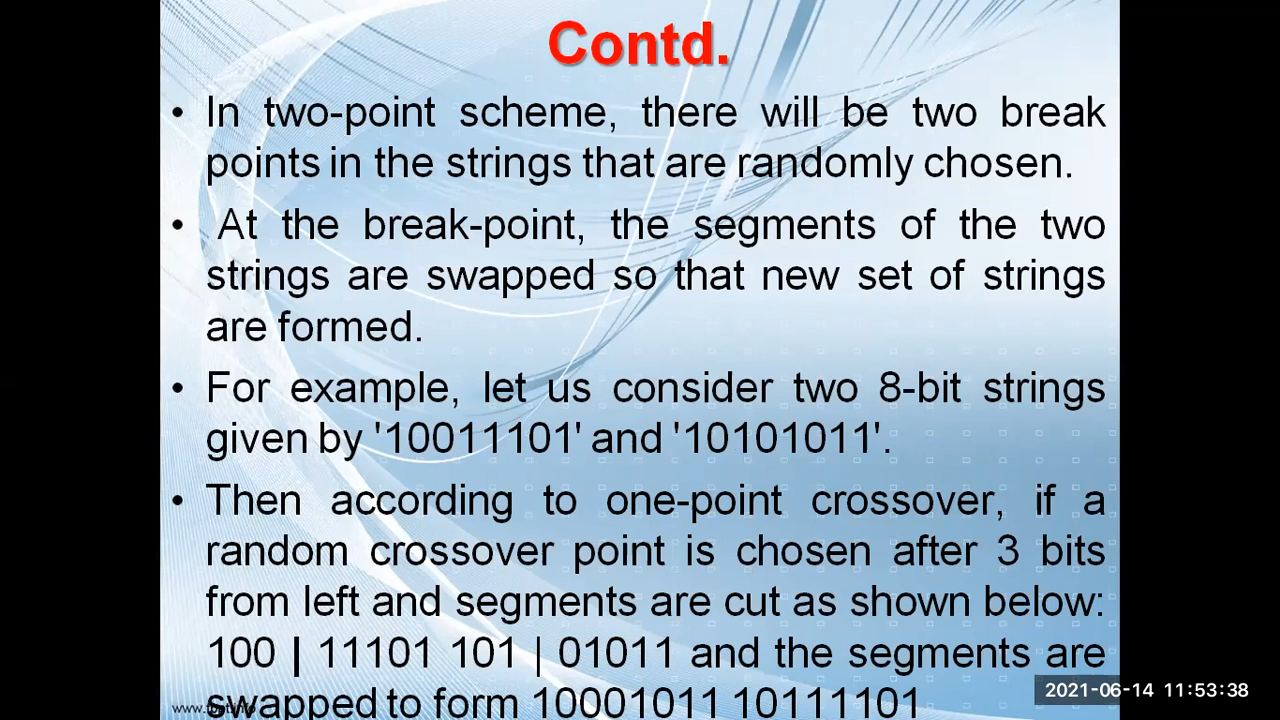 Contd.
• In two-point scheme, there will be two break
points in the strings that are randomly chosen.
• At the break-point, the segments of the two
strings are swapped so that new set of strings
are formed.
• For example, let us consider two 8-bit strings
given by '10011101' and '10101011'.
• Then according to one-point crossover, if a
random crossover point is chosen after 3 bits
from left and segments are cut as shown below:
100 | 11101 101 | 01011 and the segments are
swapped to form 10001011 10111101
2021-06-14 11:53:38